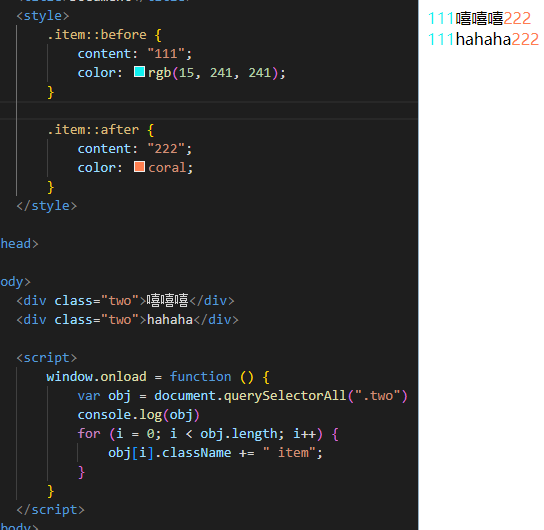 <style>
.item::before {
content: "111";
color: rgb(15, 241, 241);
}
.item::after {
content: "222";
color: coral;
}
</style>
head>
ody>
<div class="two">嘻嘻嘻</div>
<div class="two">hahaha</div>
<script>
window.onload = function () {
var obj = document.querySelectorAll(".two")
console.log(obj)
for (i = 0; i < obj.length; i++) {
obj[i].className += " item";
}
}
</script>
body>
111嘻嘻嘻222
111hahaha222